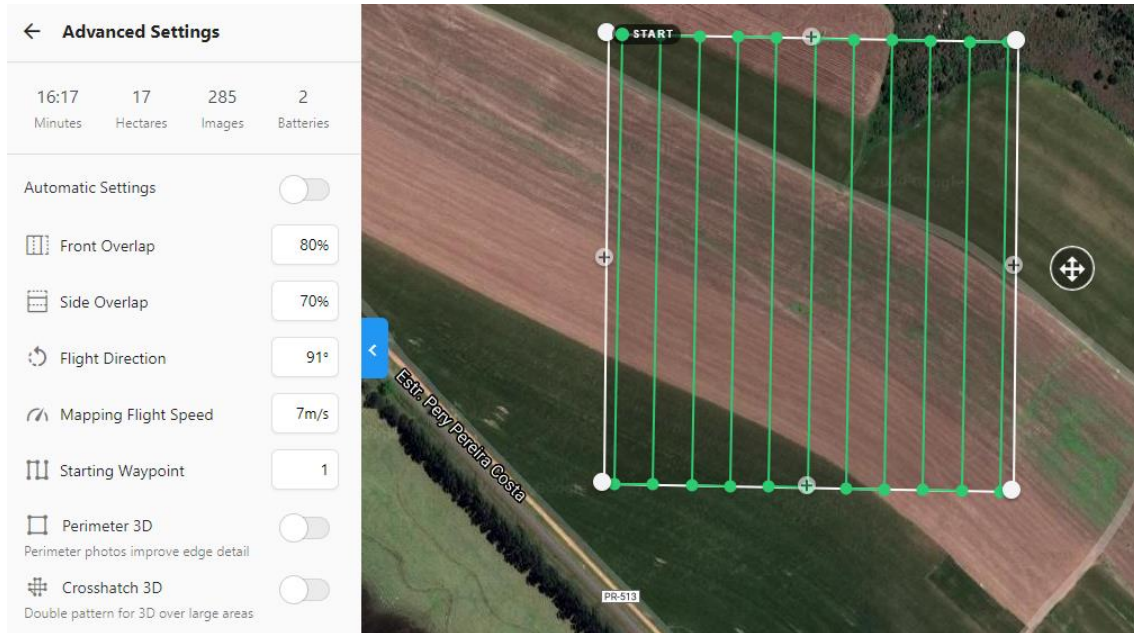 Advanced Settings
16:17 17 285 2
Minutes Hectares Images Batteries
Automatic Settings
Front Overlap 80%
Side Overlap 70%
Flight Direction 91°
Mapping Flight Speed 7m/s
Starting Waypoint 1
Perimeter 3D
Perimeter photos improve edge detail
Crosshatch 3D
Double pattern for 3D over large areas
START
Estr. Pery Pereira Costa
PR-513